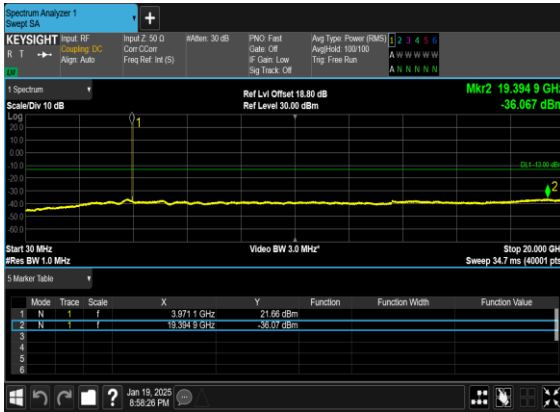 Spectrum Analyzer 1
Swept SA
+
KEYSIGHT Input: RF Input Z: 50 Ω #Atten: 30 dB PNO: Fast Avg Type: Power (RMS) 1 2 3 4 5 6
R T Coupling: DC Corr CCorr Gate: Off Avg|Hold: 100/100 A W W W W W
Align: Auto Freq Ref: Int (S) IF Gain: Low Trig: Free Run
Sig Track: Off A N N N N N
LXI
1 Spectrum Ref Lvl Offset 18.80 dB Mkr2 19.394 9 GHz
Scale/Div 10 dB Ref Level 30.00 dBm -36.067 dBm
Log
20.0
10.0
0.00
-10.0
-20.0
-30.0
-40.0
-50.0
-60.0
1
DL1 -13.00 dBm
2
Start 30 MHz Video BW 3.0 MHz* Stop 20.000 GHz
#Res BW 1.0 MHz Sweep 34.7 ms (40001 pts)
5 Marker Table
Mode Trace Scale X Y Function Function Width Function Value
1 N 1 f 3.971 1 GHz 21.66 dBm
2 N 1 f 19.394 9 GHz -36.07 dBm
3
4
5
6
? Jan 19, 2025
8:58:26 PM